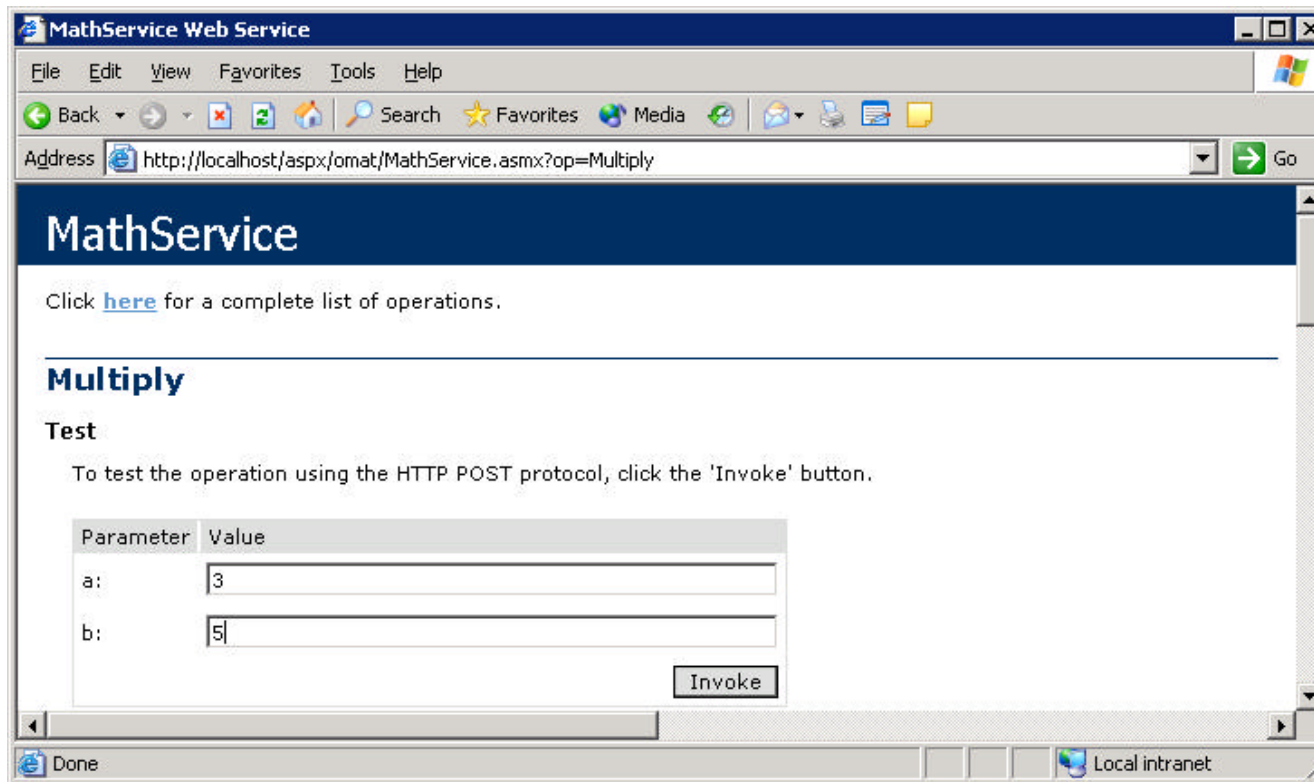 MathService Web Service
File Edit View Favorites Tools Help
Back Search Favorites Media
Address http://localhost/aspx/omat/MathService.asmx?op=Multiply Go
MathService
Click here for a complete list of operations.
Multiply
Test
To test the operation using the HTTP POST protocol, click the 'Invoke' button.
Parameter Value
a: 3
b: 5
Invoke
Done Local intranet